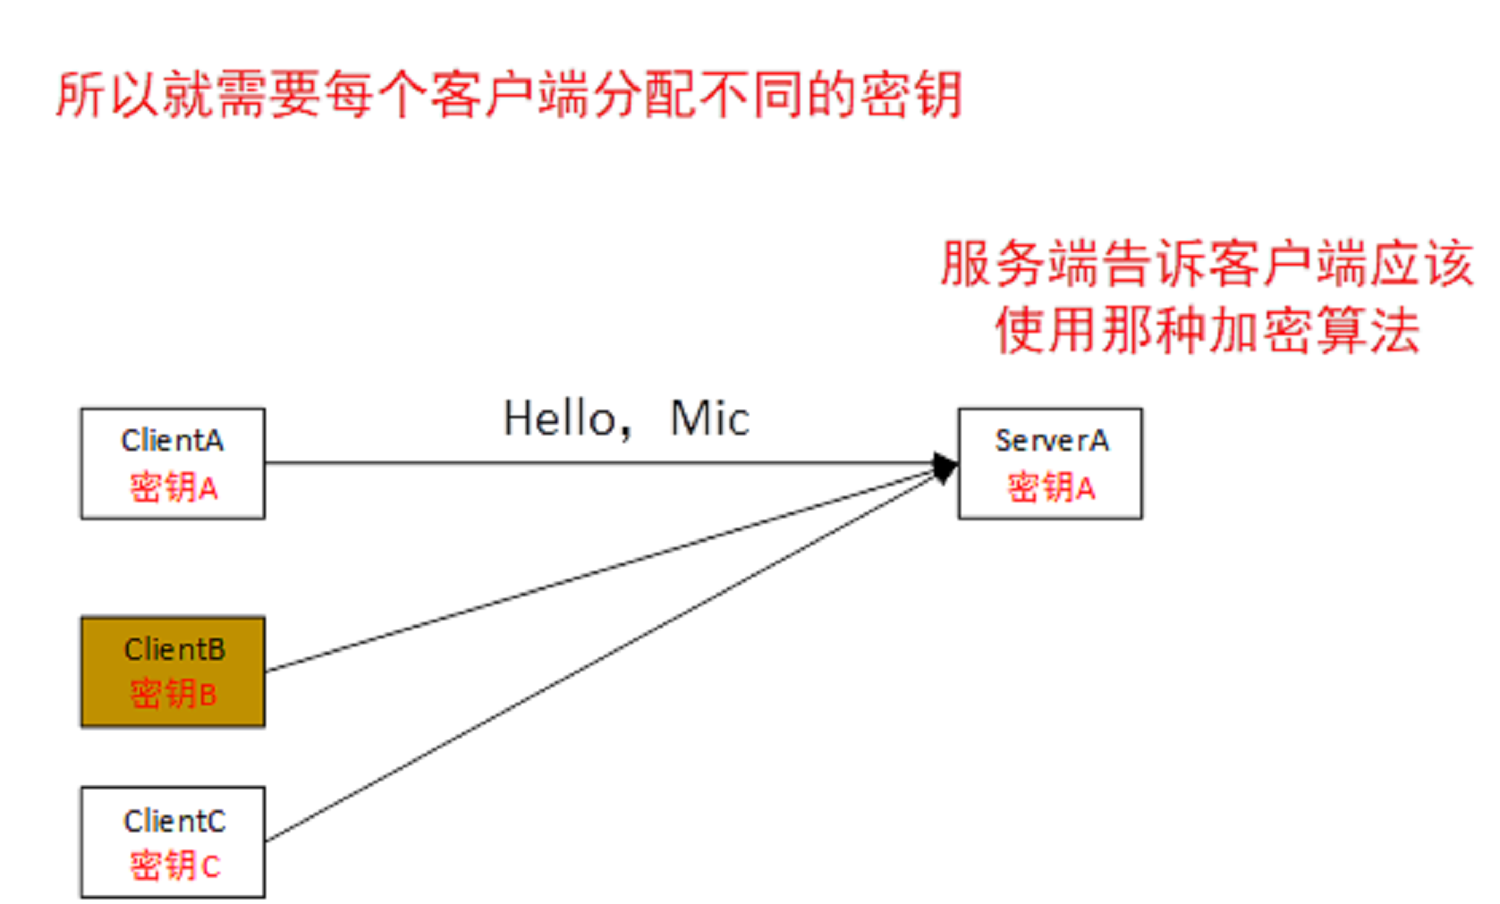 所以就需要每个客户端分配不同的密钥
服务端告诉客户端应该
使用那种加密算法
Hello，Mic
ClientA
密钥A
ServerA
密钥A
ClientB
密钥B
ClientC
密钥C